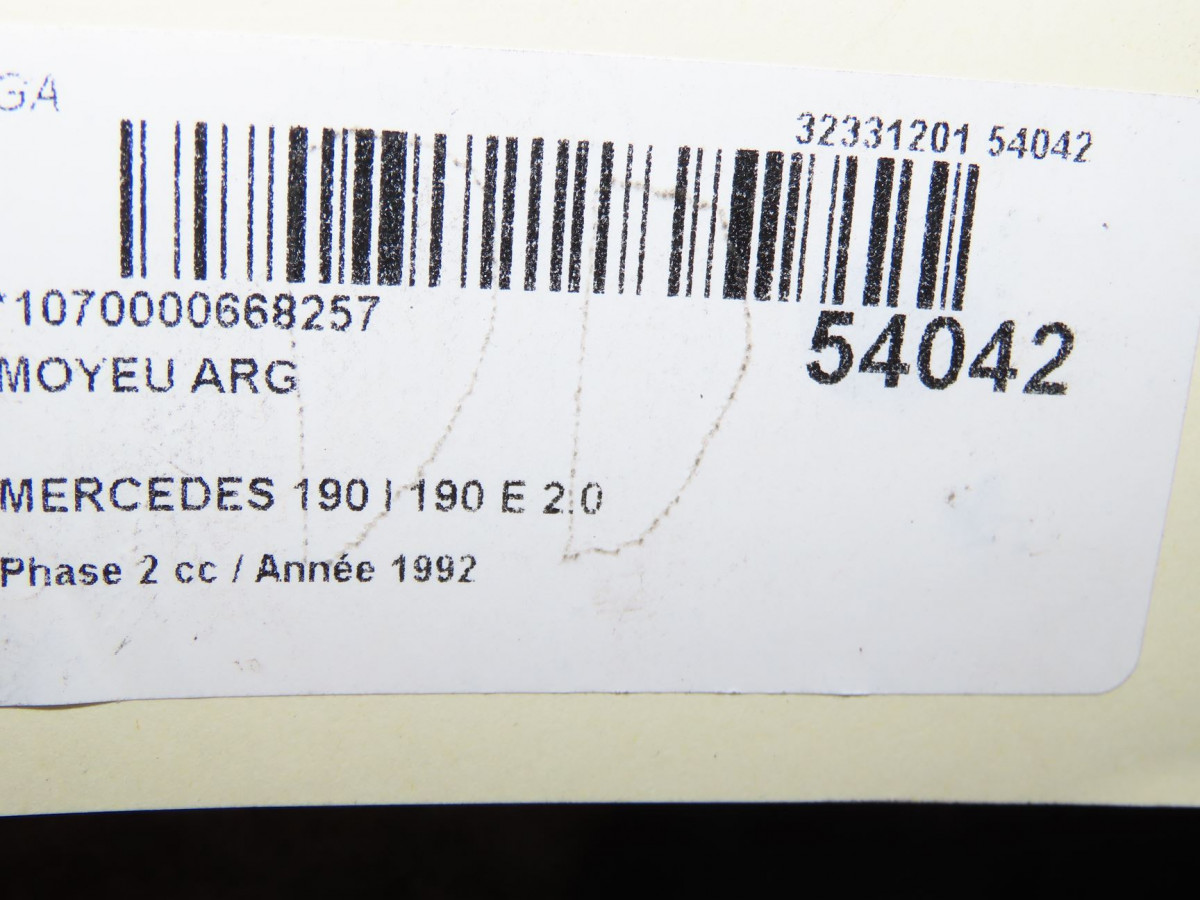 GA
32331201 54042
*1070000668257
54042
MOYEU ARG
MERCEDES 190 | 190 E 2.0
Phase 2 cc / Année 1992